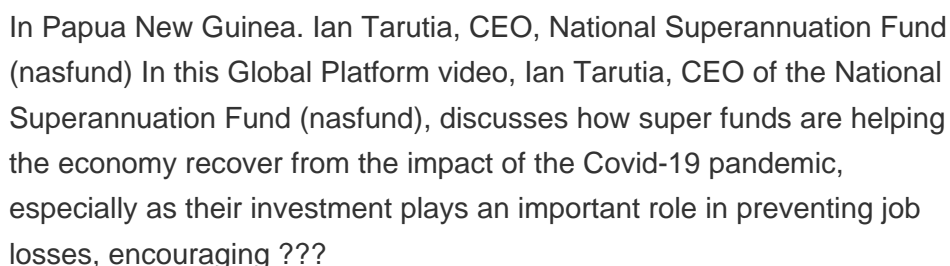 In Papua New Guinea. Ian Tarutia, CEO, National Superannuation Fund
(nasfund) In this Global Platform video, Ian Tarutia, CEO of the National
Superannuation Fund (nasfund), discusses how super funds are helping
the economy recover from the impact of the Covid-19 pandemic,
especially as their investment plays an important role in preventing job
losses, encouraging ???